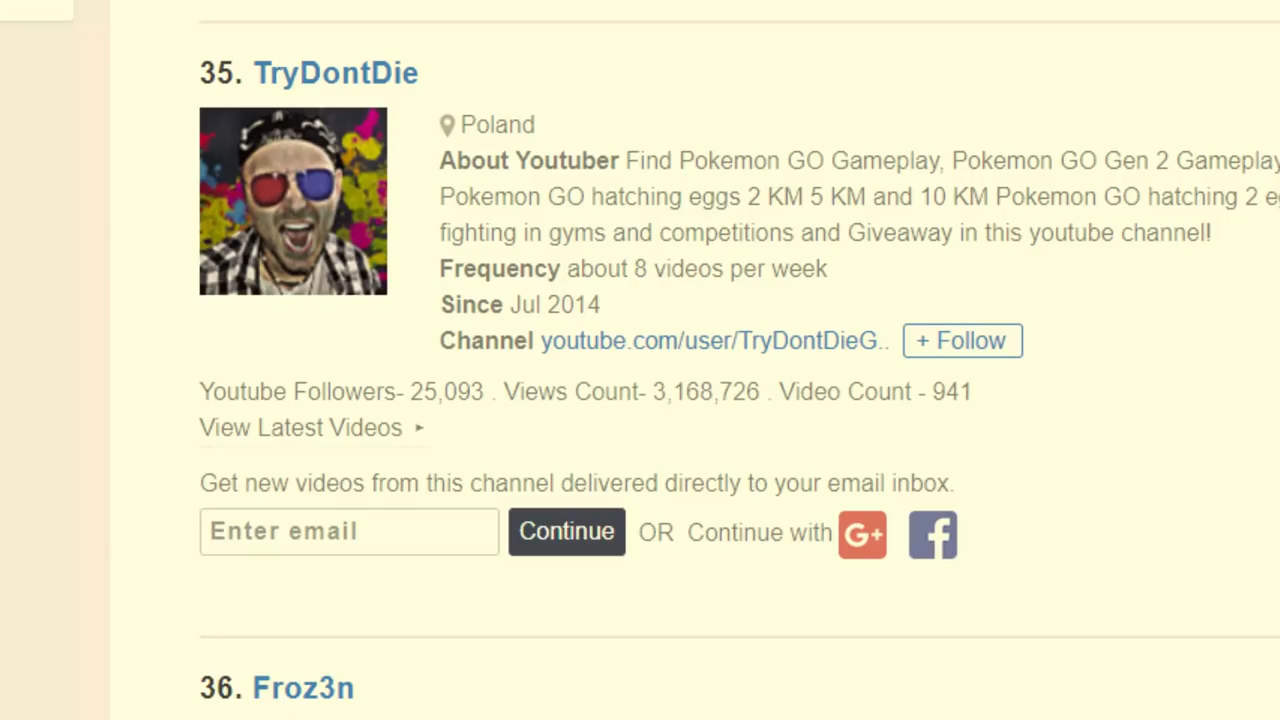 35. TryDontDie
Poland
About Youtuber Find Pokemon GO Gameplay, Pokemon GO Gen 2 Gameplay
Pokemon GO hatching eggs 2 KM 5 KM and 10 KM Pokemon GO hatching 2
fighting in gyms and competitions and Giveaway in this youtube channel!
Frequency about 8 videos per week
Since Jul 2014
Channel youtube.com/user/TryDontDieG.. + Follow
Youtube Followers- 25,093 . Views Count- 3,168,726 . Video Count - 941
View Latest Videos ▸
Get new videos from this channel delivered directly to your email inbox.
Enter email Continue OR Continue with G+ f
36. Froz3n